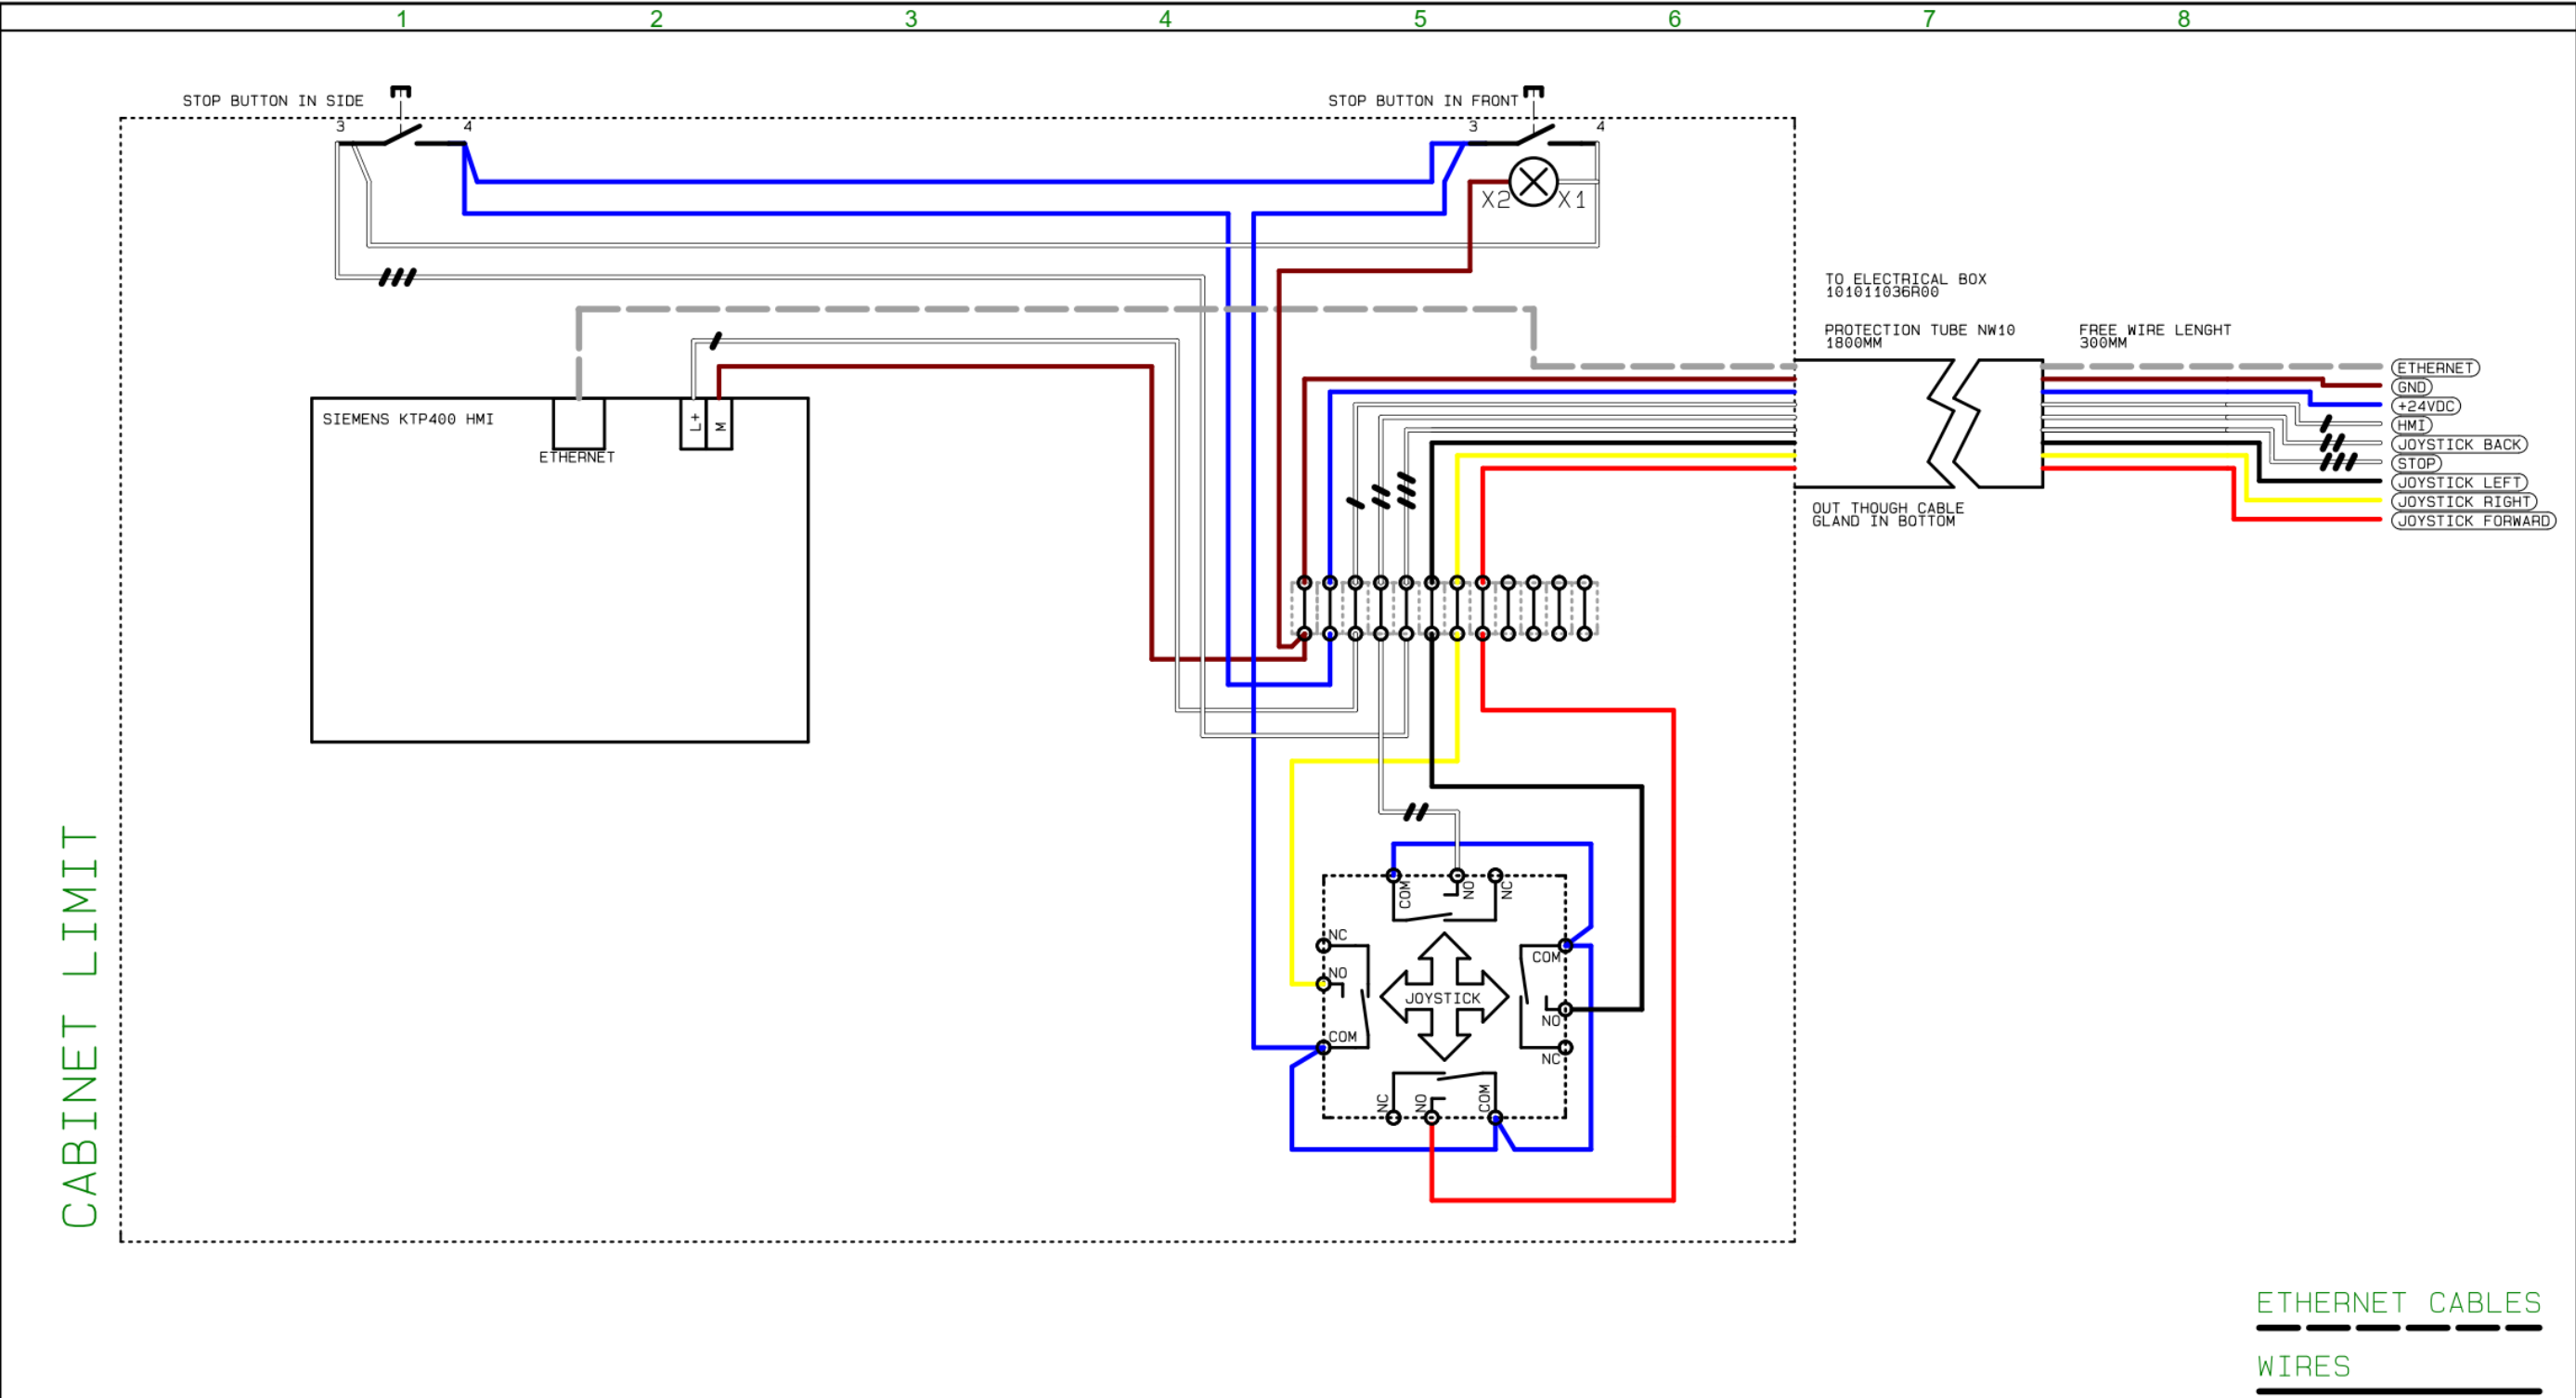 1 2 3 4 5 6 7 8
STOP BUTTON IN SIDE
STOP BUTTON IN FRONT
3 4
3 4
X2 X1
TO ELECTRICAL BOX
101011036R00
PROTECTION TUBE NW10
1800MM
FREE WIRE LENGHT
300MM
ETHERNET
GND
+24VDC
HMI
JOYSTICK BACK
STOP
JOYSTICK LEFT
JOYSTICK RIGHT
JOYSTICK FORWARD
OUT THOUGH CABLE
GLAND IN BOTTOM
SIEMENS KTP400 HMI
L+
M
ETHERNET
CABINET LIMIT
COM
NO
NC
NC
NO
COM
COM
NO
NC
JOYSTICK
NC
NO
COM
ETHERNET CABLES
WIRES